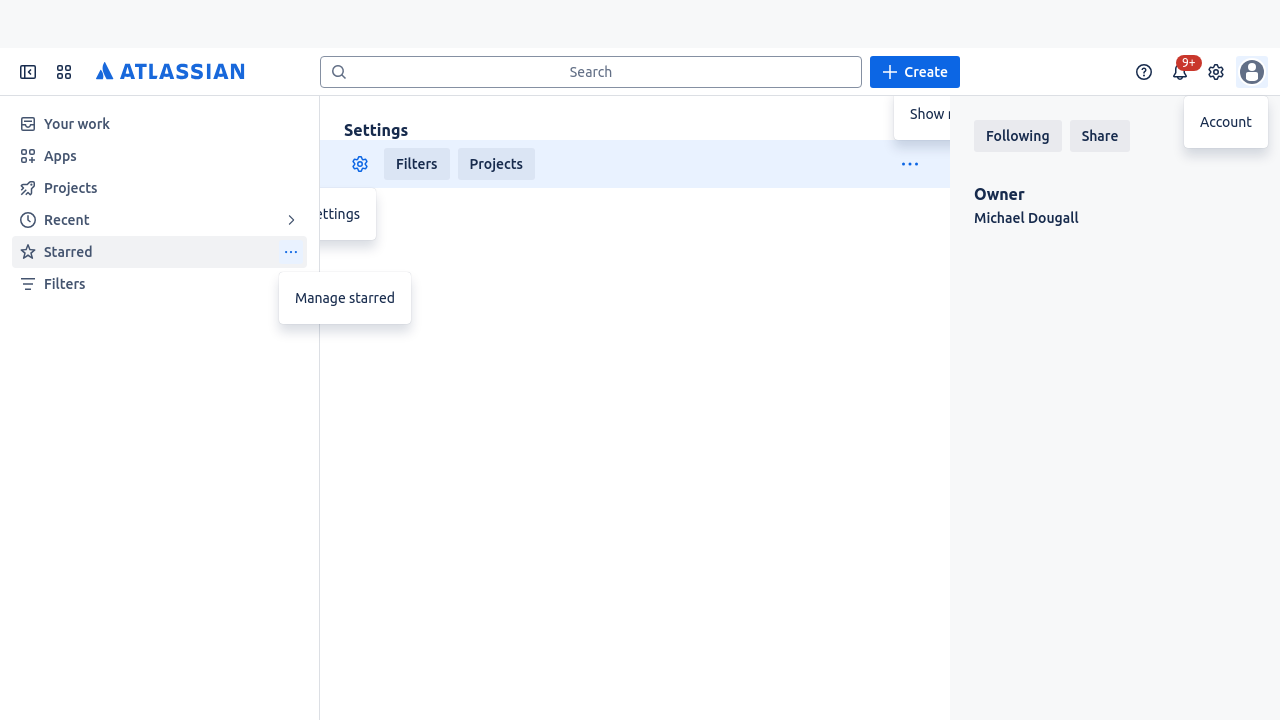 ATLASSIAN
Search
Create
9+
Your work
Apps
Projects
Recent
Starred
Filters
Manage starred
Settings
Filters
Projects
Show
Account
Following
Share
Owner
Michael Dougall